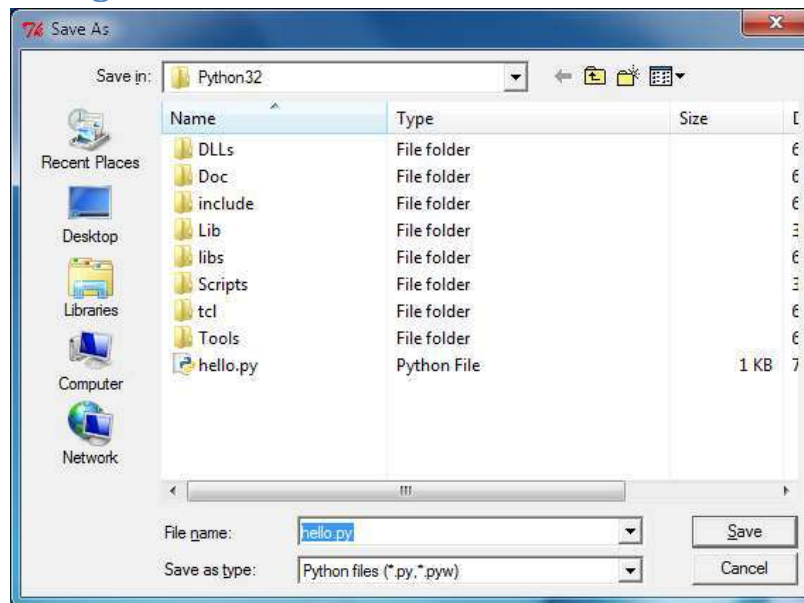 Save As
Save in: Python32
Name Type Size
DLLs File folder
Doc File folder
include File folder
Lib File folder
libs File folder
Scripts File folder
tcl File folder
Tools File folder
hello.py Python File 1 KB
Recent Places
Desktop
Libraries
Computer
Network
File name: hello.py Save
Save as type: Python files (*.py,*.pyw) Cancel